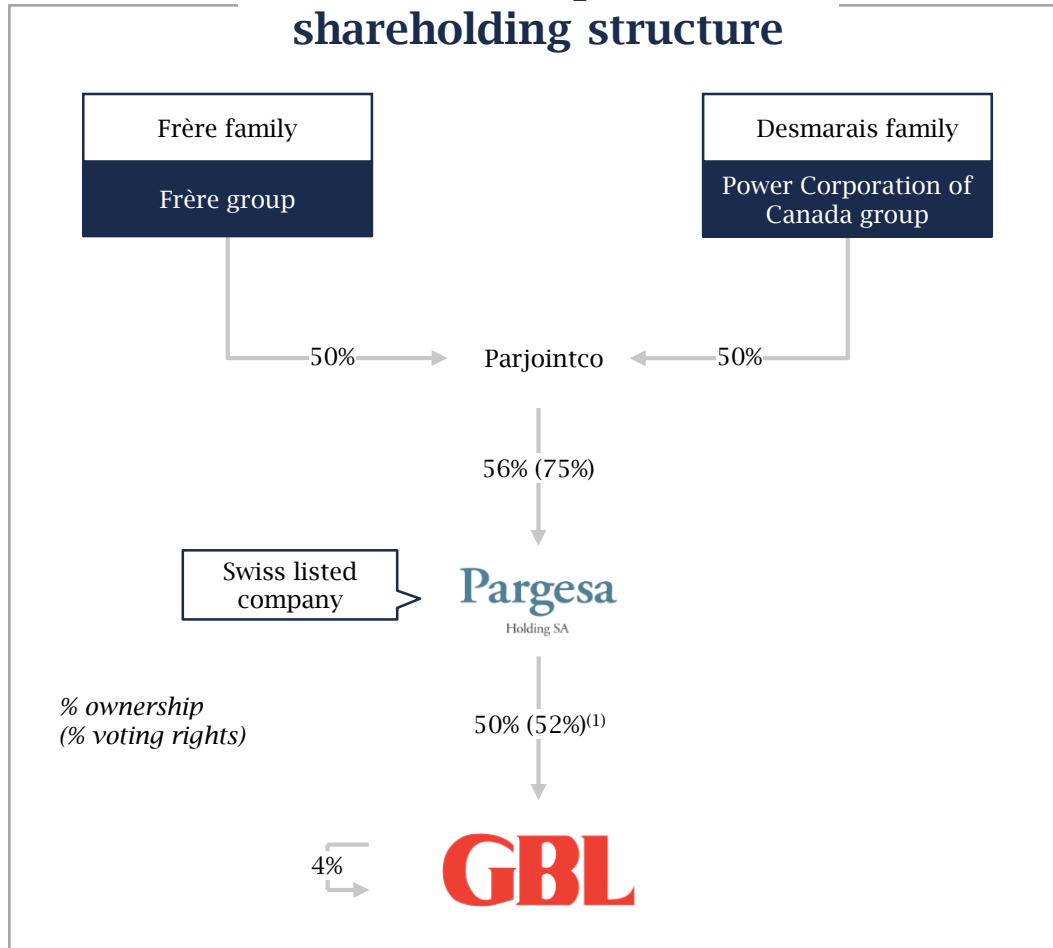 shareholding structure
Frère family
Desmarais family
Frère group
Power Corporation of
Canada group
50%
Parjointco
50%
56% (75%)
Swiss listed
company
Pargesa
Holding SA
% ownership
(% voting rights)
50% (52%)(1)
4%
GBL